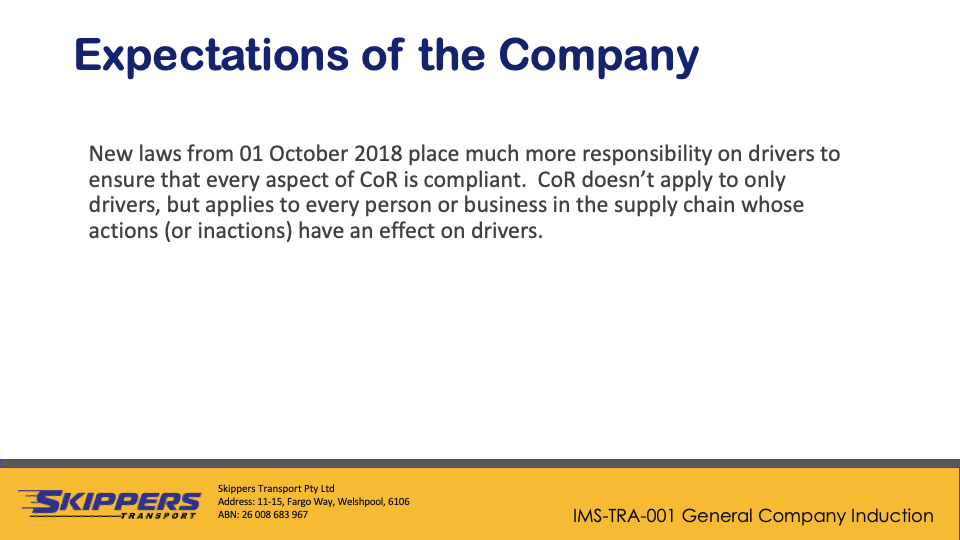 Expectations of the Company
New laws from 01 October 2018 place much more responsibility on drivers to
ensure that every aspect of CoR is compliant.  CoR doesn’t apply to only
drivers, but applies to every person or business in the supply chain whose
actions (or inactions) have an effect on drivers.
SKIPPERS
TRANSPORT
Skippers Transport Pty Ltd
Address: 11-15, Fargo Way, Welshpool, 6106
ABN: 26 008 683 967
IMS-TRA-001 General Company Induction